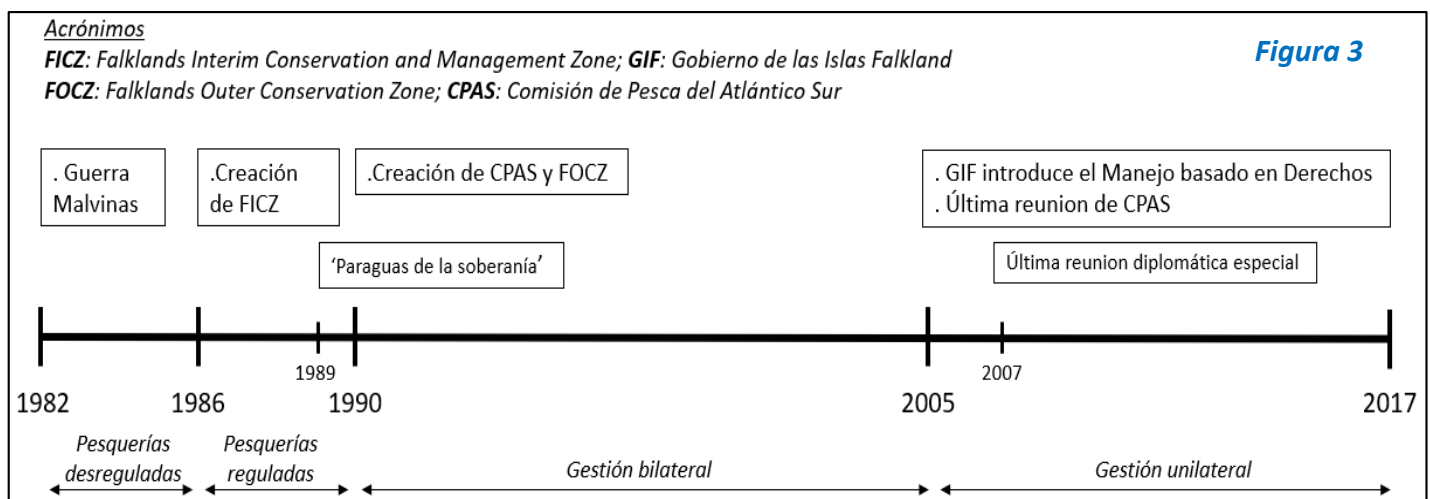 Acrónimos
FICZ: Falklands Interim Conservation and Management Zone; GIF: Gobierno de las Islas Falkland
FOCZ: Falklands Outer Conservation Zone; CPAS: Comisión de Pesca del Atlántico Sur
Figura 3
. Guerra
Malvinas
.Creación
de FICZ
.Creación de CPAS y FOCZ
. GIF introduce el Manejo basado en Derechos
. Última reunion de CPAS
‘Paraguas de la soberanía’
Última reunion diplomática especial
1989
2007
1982
1986
1990
2005
2017
Pesquerías
desreguladas
Pesquerías
reguladas
Gestión bilateral
Gestión unilateral